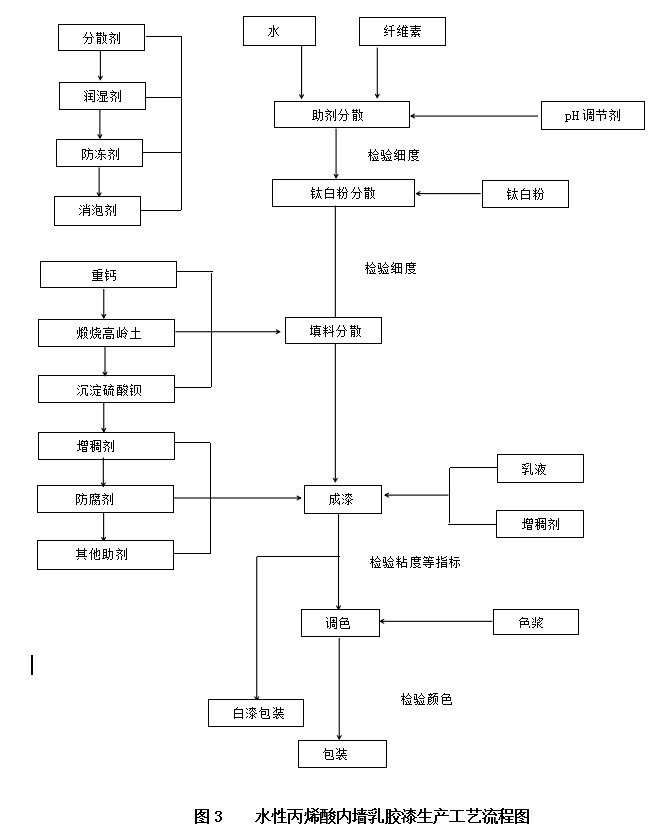 水
纤维素
分散剂
润湿剂
防冻剂
消泡剂
助剂分散
pH调节剂
检验细度
钛白粉分散
钛白粉
检验细度
重钙
煅烧高岭土
沉淀硫酸钡
填料分散
增稠剂
防腐剂
其他助剂
成漆
乳液
增稠剂
检验粘度等指标
调色
色浆
白漆包装
检验颜色
包装
图 3 水性丙烯酸内墙乳胶漆生产工艺流程图